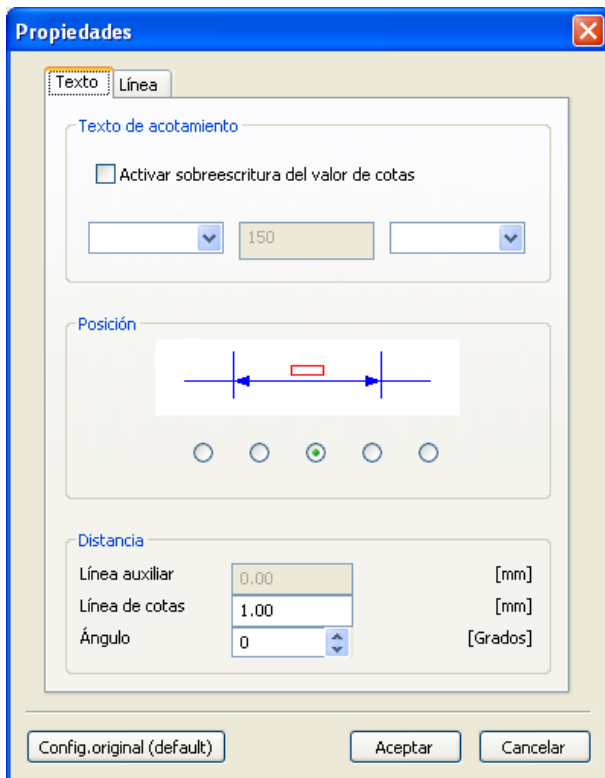 Propiedades
Texto Línea
Texto de acotamiento
Activar sobreescritura del valor de cotas
150
Posición
Distancia
Línea auxiliar 0.00 [mm]
Línea de cotas 1.00 [mm]
Ángulo 0 [Grados]
Config.original (default) Aceptar Cancelar